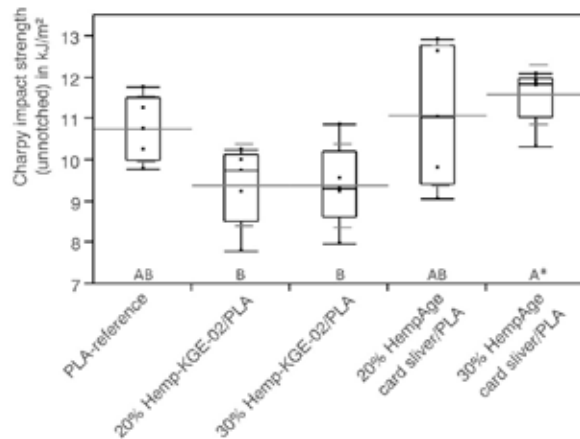 Charpy impact strength
(unnotched) in kJ/m²
13
12
11
10
9
8
7
AB
B
B
AB
A*
PLA-reference
20% Hemp-KGE-02/PLA
30% Hemp-KGE-02/PLA
20% HempAge
card sliver/PLA
30% HempAge
card sliver/PLA